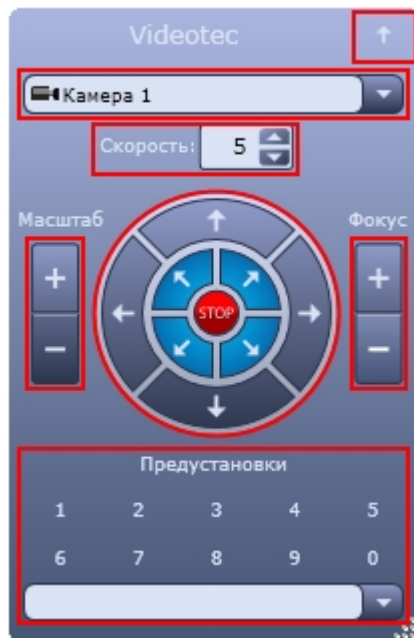 Videotec
Камера 1
Скорость: 5
Масштаб Фокус
STOP
Предустановки
1 2 3 4 5
6 7 8 9 0